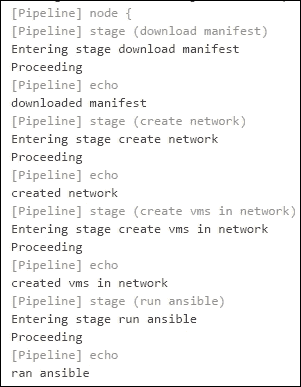 [Pipeline] node {
[Pipeline] stage (download manifest)
Entering stage download manifest
Proceeding
[Pipeline] echo
downloaded manifest
[Pipeline] stage (create network)
Entering stage create network
Proceeding
[Pipeline] echo
created network
[Pipeline] stage (create vms in network)
Entering stage create vms in network
Proceeding
[Pipeline] echo
created vms in network
[Pipeline] stage (run ansible)
Entering stage run ansible
Proceeding
[Pipeline] echo
ran ansible